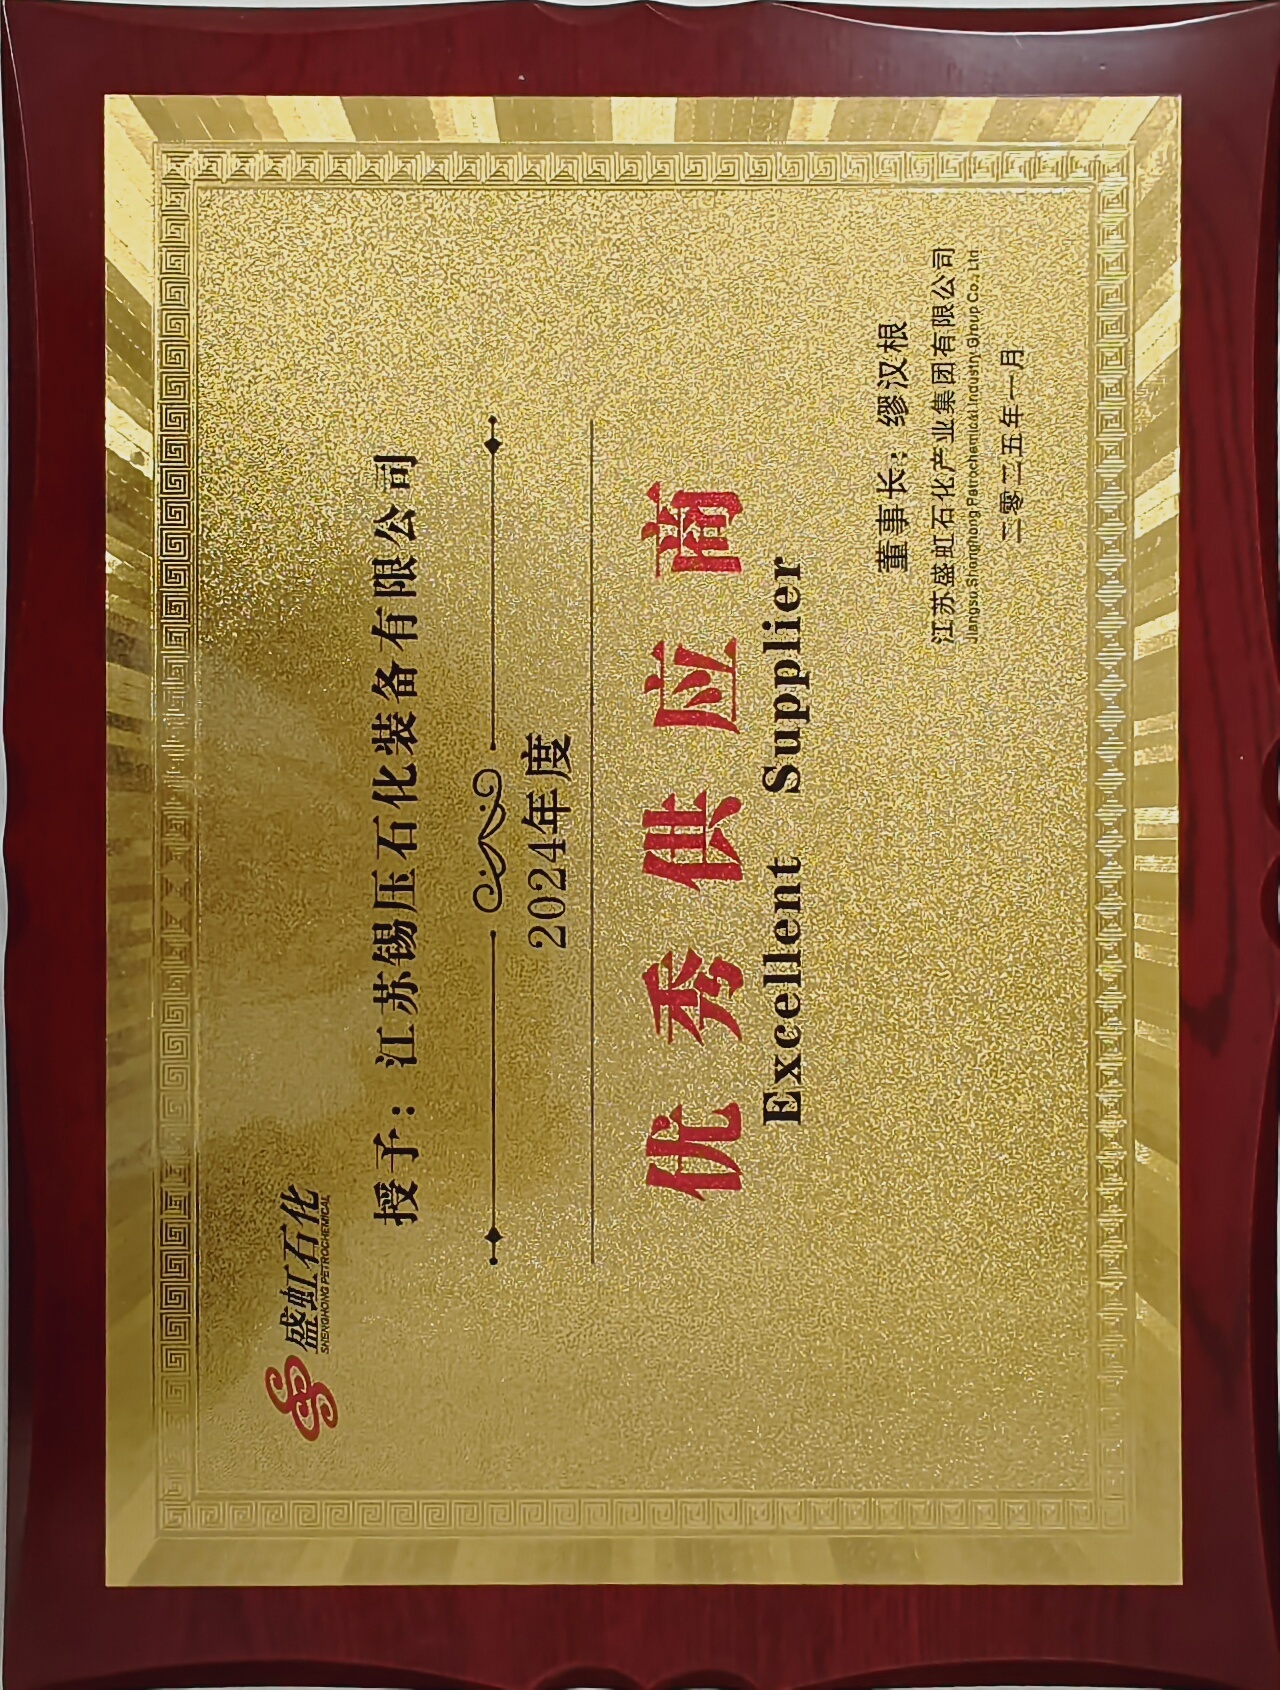 盛虹石化
SHENGHONG PETROCHEMICAL
授予：江苏锡压石化装备有限公司
2024年度
优秀供应商
Excellent Supplier
董事长：缪汉根
江苏盛虹石化产业集团有限公司
Jiangsu Shenghong Petrochemical Industry Group Co., Ltd
二零二五年一月